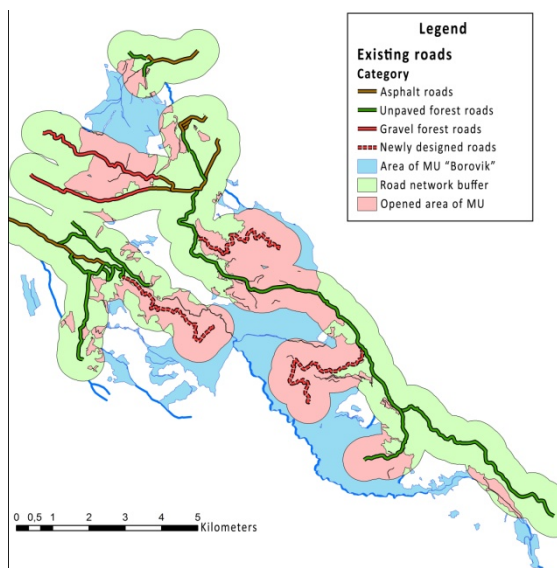 Legend
Existing roads
Category
Asphalt roads
Unpaved forest roads
Gravel forest roads
Newly designed roads
Area of MU "Borovik"
Road network buffer
Opened area of MU
0 0,5 1 2 3 4 5
Kilometers